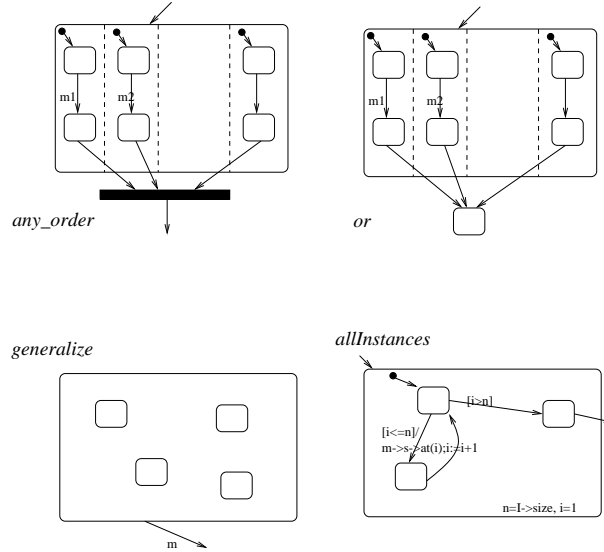 m1
m2
m1
m2
any_order
or
generalize
allInstances
[i>n]
[i<=n]/
m->s->at(i);i:=i+1
n=I->size, i=1
m